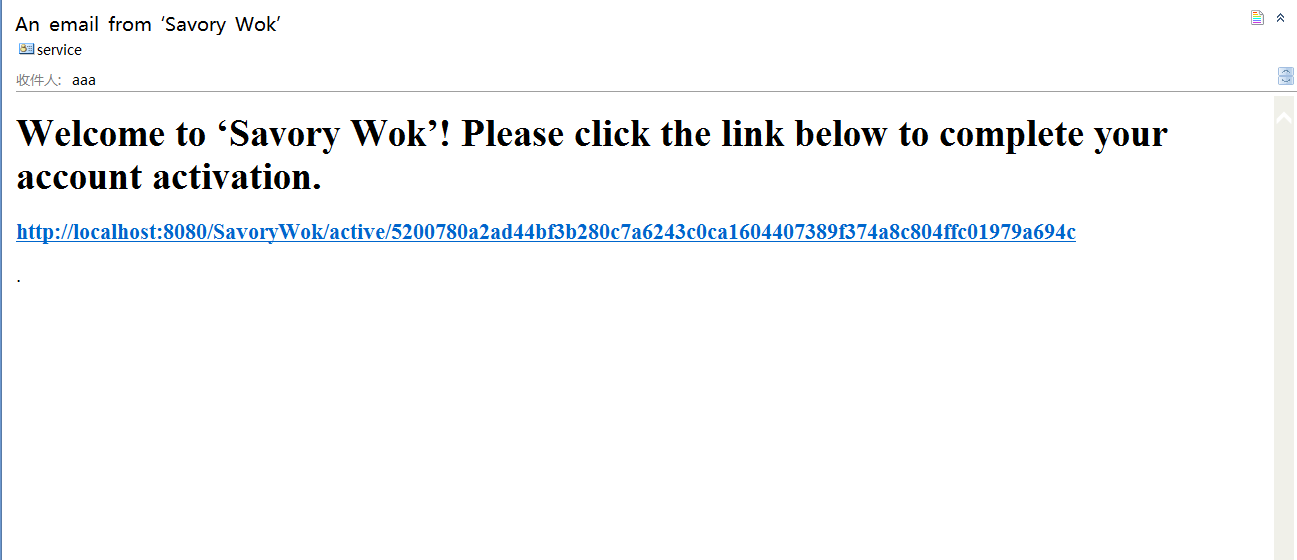 An email from ‘Savory Wok’
service
收件人: aaa
Welcome to ‘Savory Wok’! Please click the link below to complete your
account activation.
http://localhost:8080/SavoryWok/active/5200780a2ad44bf3b280c7a6243c0ca1604407389f374a8c804ffc01979a694c
.